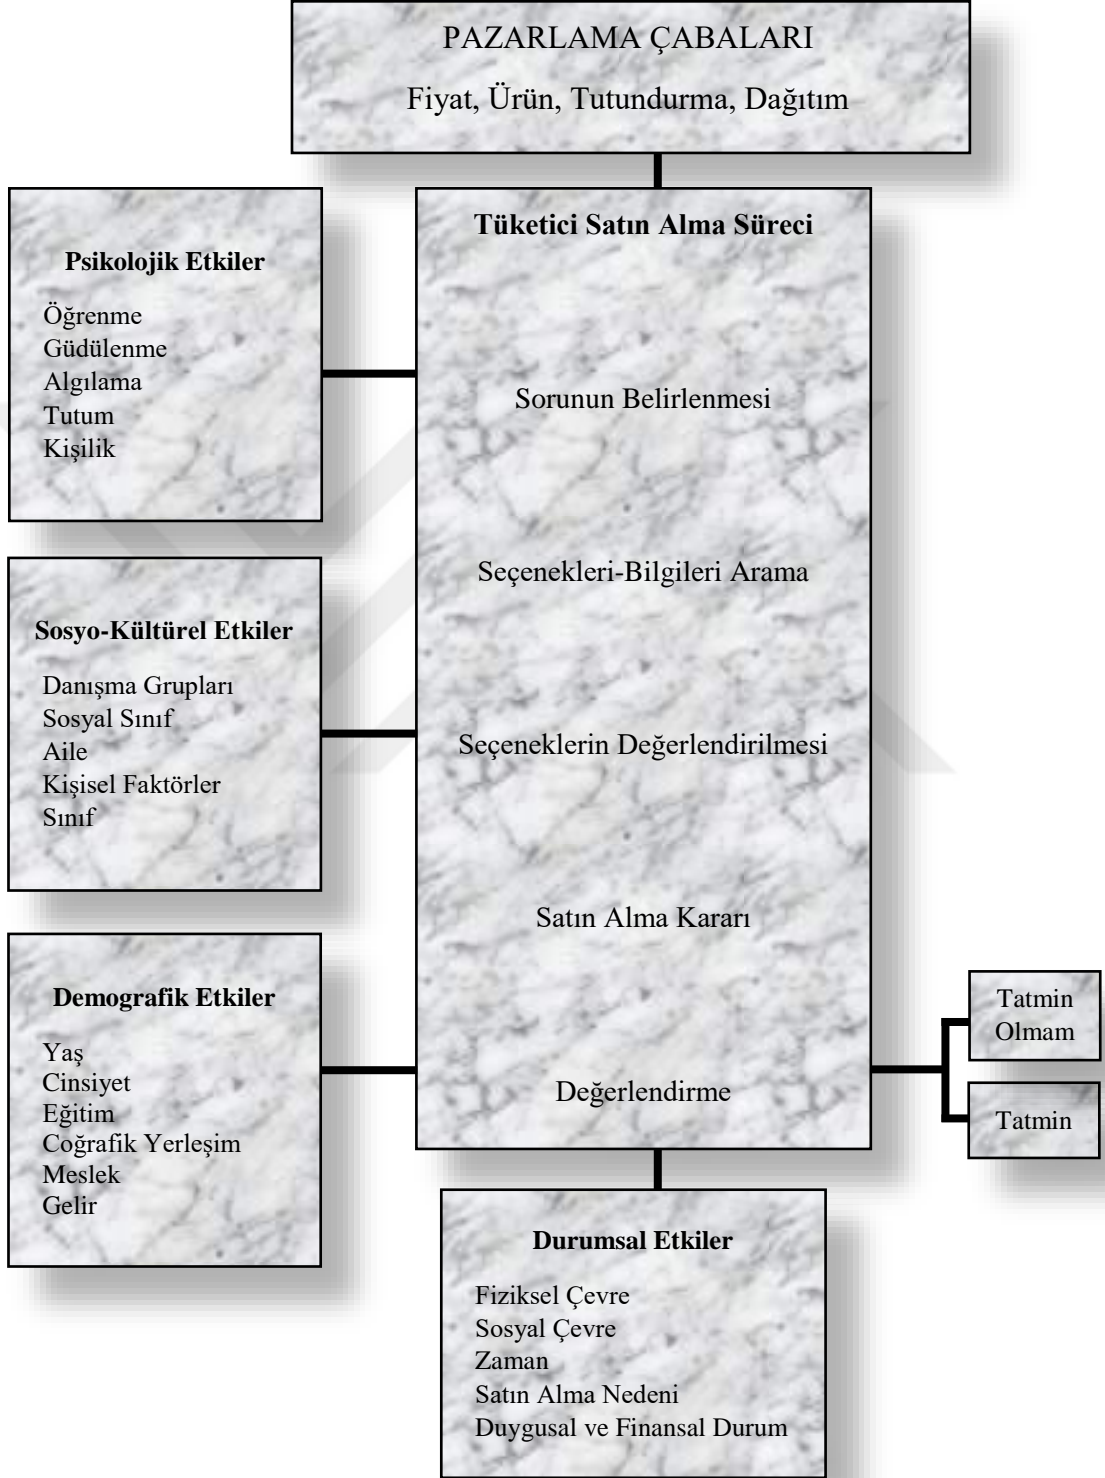 PAZARLAMA ÇABALARI
Fiyat, Ürün, Tutundurma, Dağıtım
Psikolojik Etkiler
Öğrenme
Güdülenme
Algılama
Tutum
Kişilik
Sosyo-Kültürel Etkiler
Danışma Grupları
Sosyal Sınıf
Aile
Kişisel Faktörler
Sınıf
Demografik Etkiler
Yaş
Cinsiyet
Eğitim
Coğrafik Yerleşim
Meslek
Gelir
Tüketici Satın Alma Süreci
Sorunun Belirlenmesi
Seçenekleri-Bilgileri Arama
Seçeneklerin Değerlendirilmesi
Satın Alma Kararı
Değerlendirme
Tatmin
Olmam
Tatmin
Durumsal Etkiler
Fiziksel Çevre
Sosyal Çevre
Zaman
Satın Alma Nedeni
Duygusal ve Finansal Durum